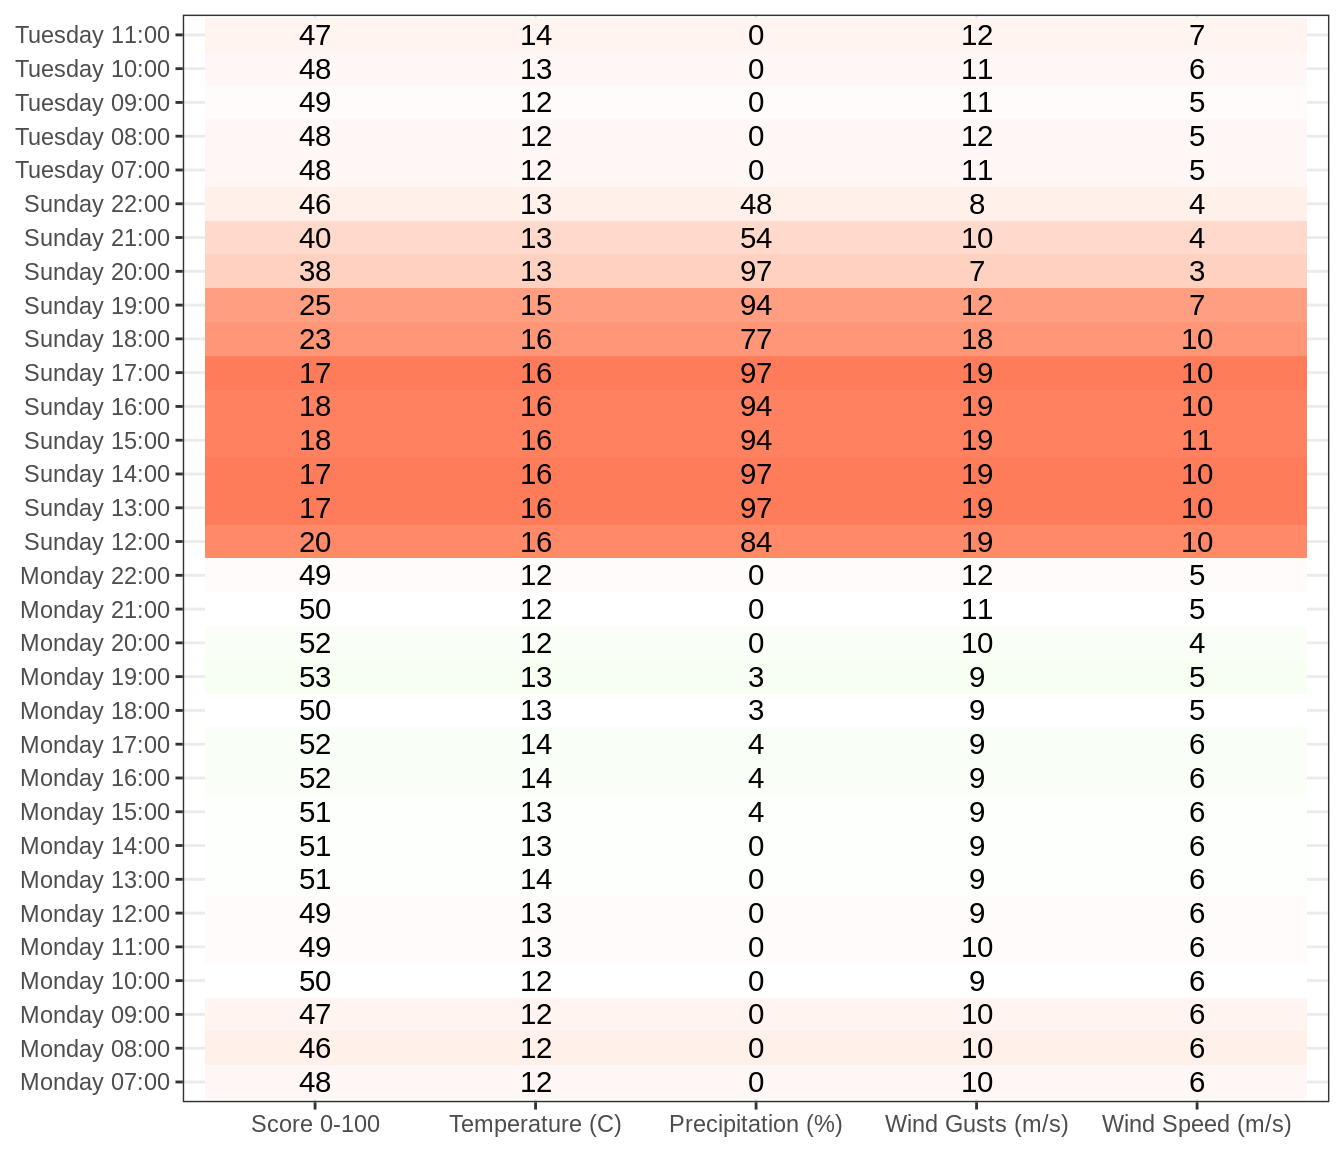 Tuesday 11:00 47 14 0 12 7
Tuesday 10:00 48 13 0 11 6
Tuesday 09:00 49 12 0 11 5
Tuesday 08:00 48 12 0 12 5
Tuesday 07:00 48 12 0 11 5
Sunday 22:00 46 13 48 8 4
Sunday 21:00 40 13 54 10 4
Sunday 20:00 38 13 97 7 3
Sunday 19:00 25 15 94 12 7
Sunday 18:00 23 16 77 18 10
Sunday 17:00 17 16 97 19 10
Sunday 16:00 18 16 94 19 10
Sunday 15:00 18 16 94 19 11
Sunday 14:00 17 16 97 19 10
Sunday 13:00 17 16 97 19 10
Sunday 12:00 20 16 84 19 10
Monday 22:00 49 12 0 12 5
Monday 21:00 50 12 0 11 5
Monday 20:00 52 12 0 10 4
Monday 19:00 53 13 3 9 5
Monday 18:00 50 13 3 9 5
Monday 17:00 52 14 4 9 6
Monday 16:00 52 14 4 9 6
Monday 15:00 51 13 4 9 6
Monday 14:00 51 13 0 9 6
Monday 13:00 51 14 0 9 6
Monday 12:00 49 13 0 9 6
Monday 11:00 49 13 0 10 6
Monday 10:00 50 12 0 9 6
Monday 09:00 47 12 0 10 6
Monday 08:00 46 12 0 10 6
Monday 07:00 48 12 0 10 6
Score 0-100 Temperature (C) Precipitation (%) Wind Gusts (m/s) Wind Speed (m/s)